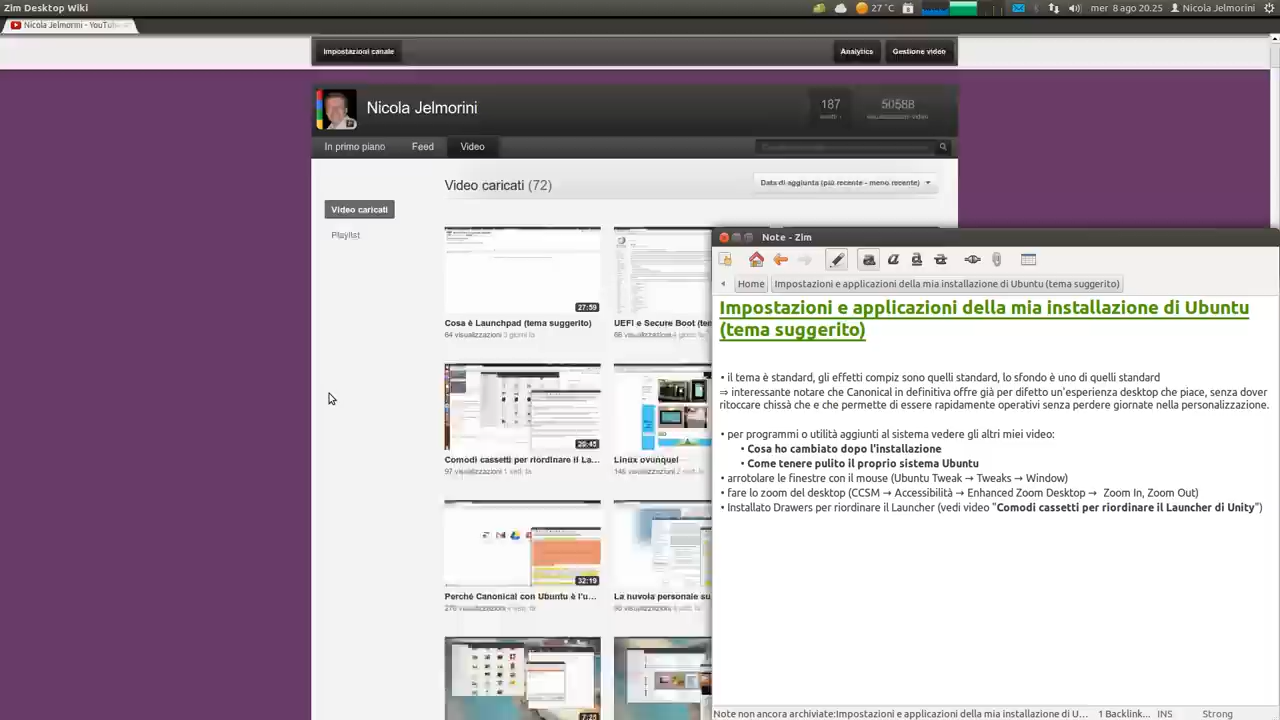 Zim Desktop Wiki
27 °C
mer 8 ago 20.25
Nicola Jelmorini
Nicola Jelmorini - YouTube
Impostazioni canale
Analytics
Gestione video
Nicola Jelmorini
187
50588
In primo piano
Feed
Video
Video caricati (72)
Data di aggiunta (più recente - meno recente)
Video caricati
Playlist
27:59
Cosa è Launchpad (tema suggerito)
64 visualizzazioni 3 giorni fa
UEFI e Secure Boot (tem
Comodi cassetti per riordinare il La...
Linux ovunque!
32:19
Perché Canonical con Ubuntu è l'u...
La nuvola personale su
7:25
Note - Zim
Home
Impostazioni e applicazioni della mia installazione di Ubuntu (tema suggerito)
Impostazioni e applicazioni della mia installazione di Ubuntu
(tema suggerito)
• il tema è standard, gli effetti compiz sono quelli standard, lo sfondo è uno di quelli standard
⇒ interessante notare che Canonical in definitiva offre già per difetto un'esperienza desktop che piace, senza dover
ritoccare chissà che e che permette di essere rapidamente operativi senza perdere giornate nella personalizzazione.
• per programmi o utilità aggiunti al sistema vedere gli altri miei video:
• Cosa ho cambiato dopo l'installazione
• Come tenere pulito il proprio sistema Ubuntu
• arrotolare le finestre con il mouse (Ubuntu Tweak → Tweaks → Window)
• fare lo zoom del desktop (CCSM → Accessibilità → Enhanced Zoom Desktop → Zoom In, Zoom Out)
• Installato Drawers per riordinare il Launcher (vedi video "Comodi cassetti per riordinare il Launcher di Unity")
Note non ancora archiviate:Impostazioni e applicazioni della mia installazione di U...
1 Backlink...
INS
Strong